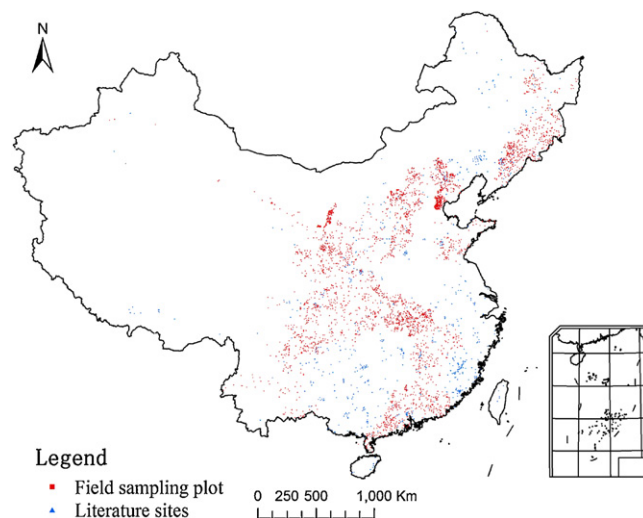 N
Legend
Field sampling plot
Literature sites
0 250 500 1,000 Km